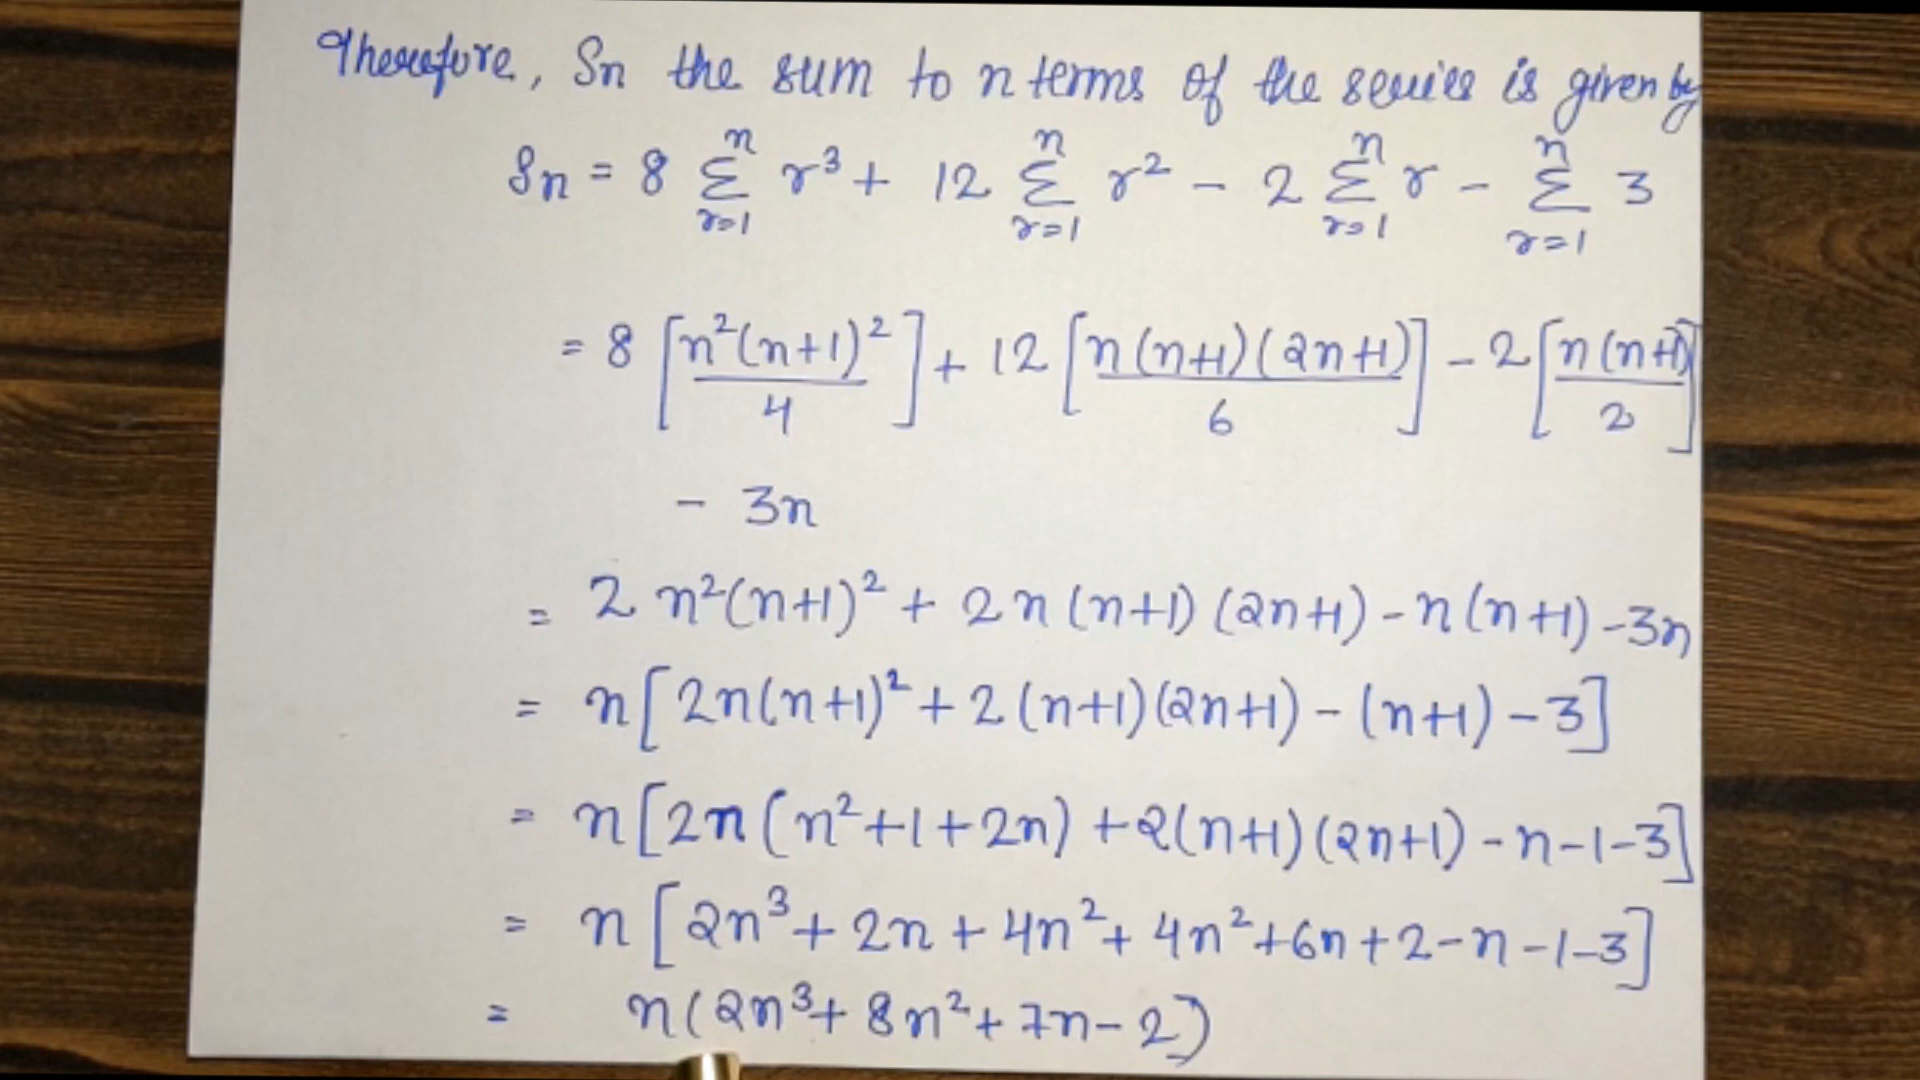 Therefore, Sn the sum to n terms of the series is given by
Sn = 8 Σ_{r=1}^{n} r³ + 12 Σ_{r=1}^{n} r² - 2 Σ_{r=1}^{n} r - Σ_{r=1}^{n} 3
= 8 [n²(n+1)²/4] + 12 [n(n+1)(2n+1)/6] - 2 [n(n+1)/2]
- 3n
= 2 n²(n+1)² + 2n(n+1)(2n+1) - n(n+1) - 3n
= n[2n(n+1)² + 2(n+1)(2n+1) - (n+1) - 3]
= n[2n(n²+1+2n) + 2(n+1)(2n+1) - n-1-3]
= n[2n³+2n+4n²+4n²+6n+2-n-1-3]
= n(2n³+8n²+7n-2)